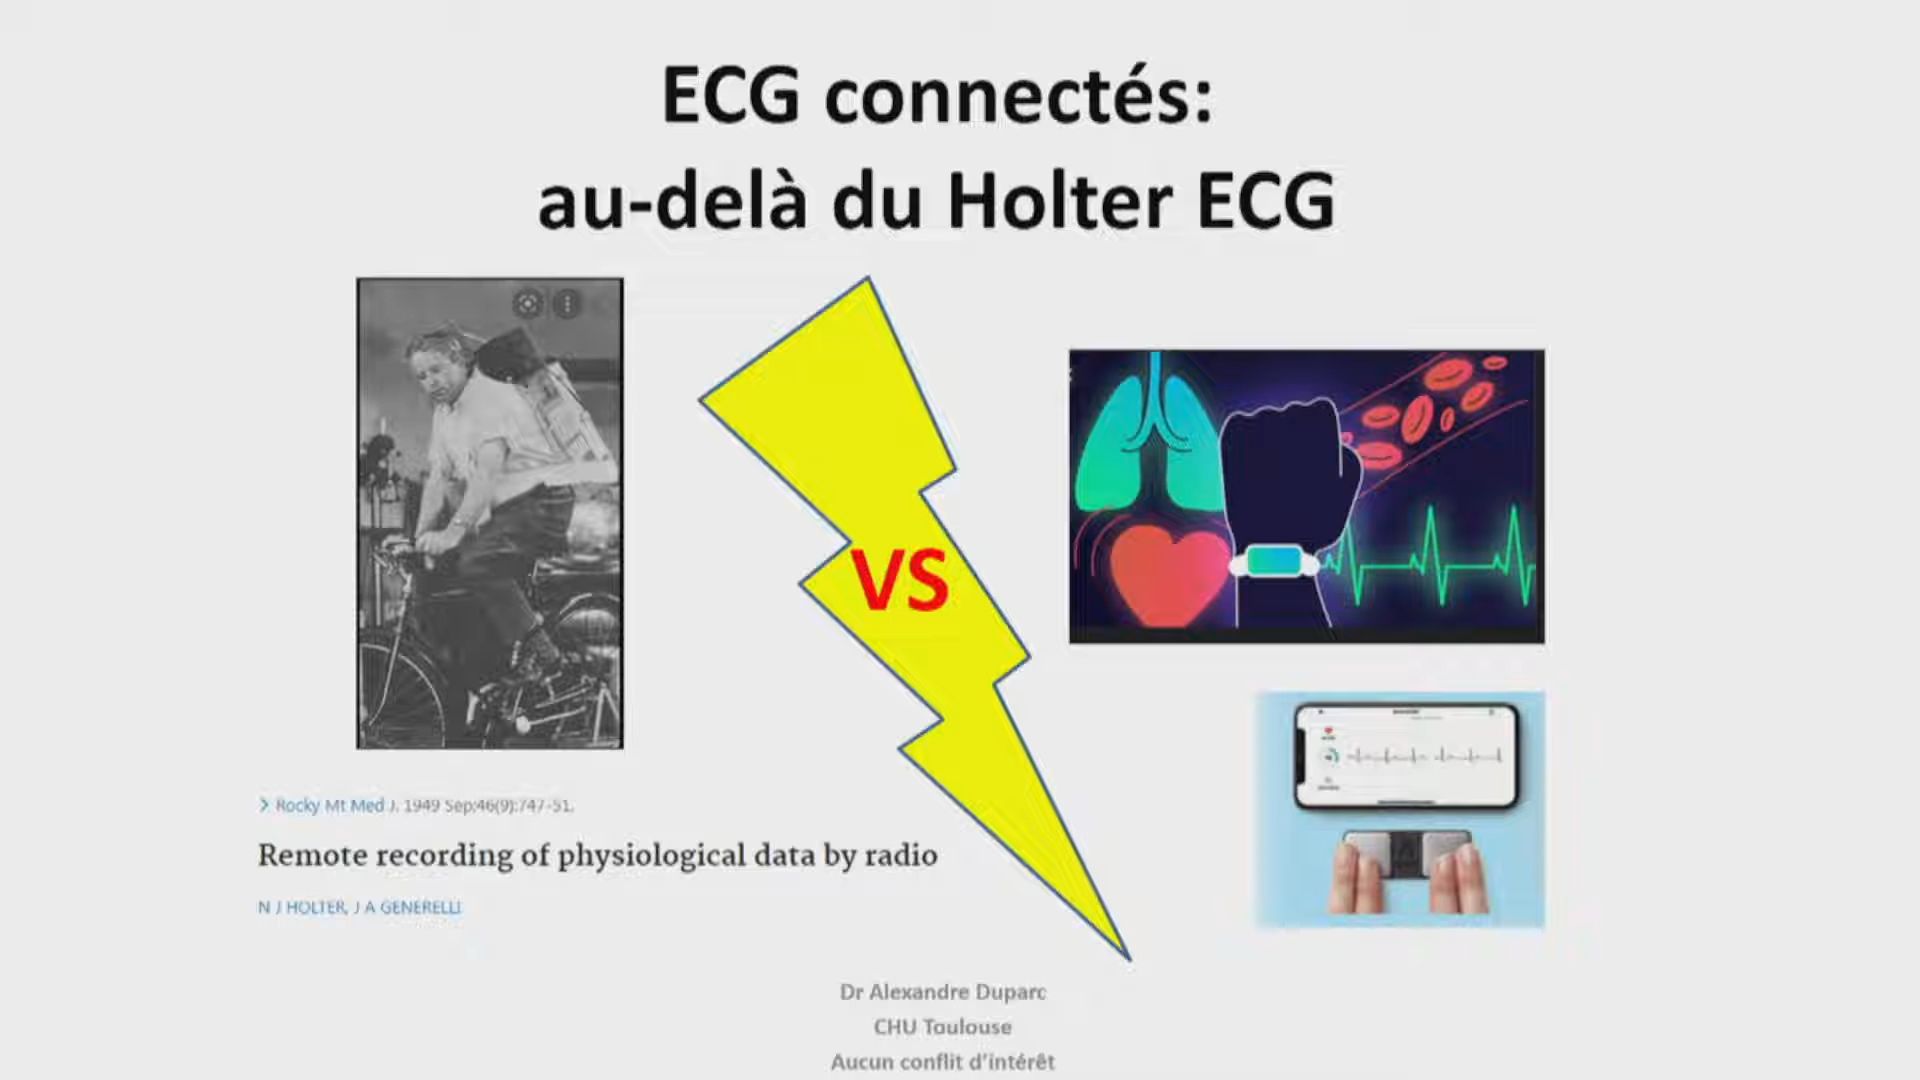 ECG connectés:
au-delà du Holter ECG
VS
Rocky Mt Med J. 1949 Sep;46(9):747-51.
Remote recording of physiological data by radio
N J HOLTER, J A GENERELLI
Dr Alexandre Duparc
CHU Toulouse
Aucun conflit d'intérêt